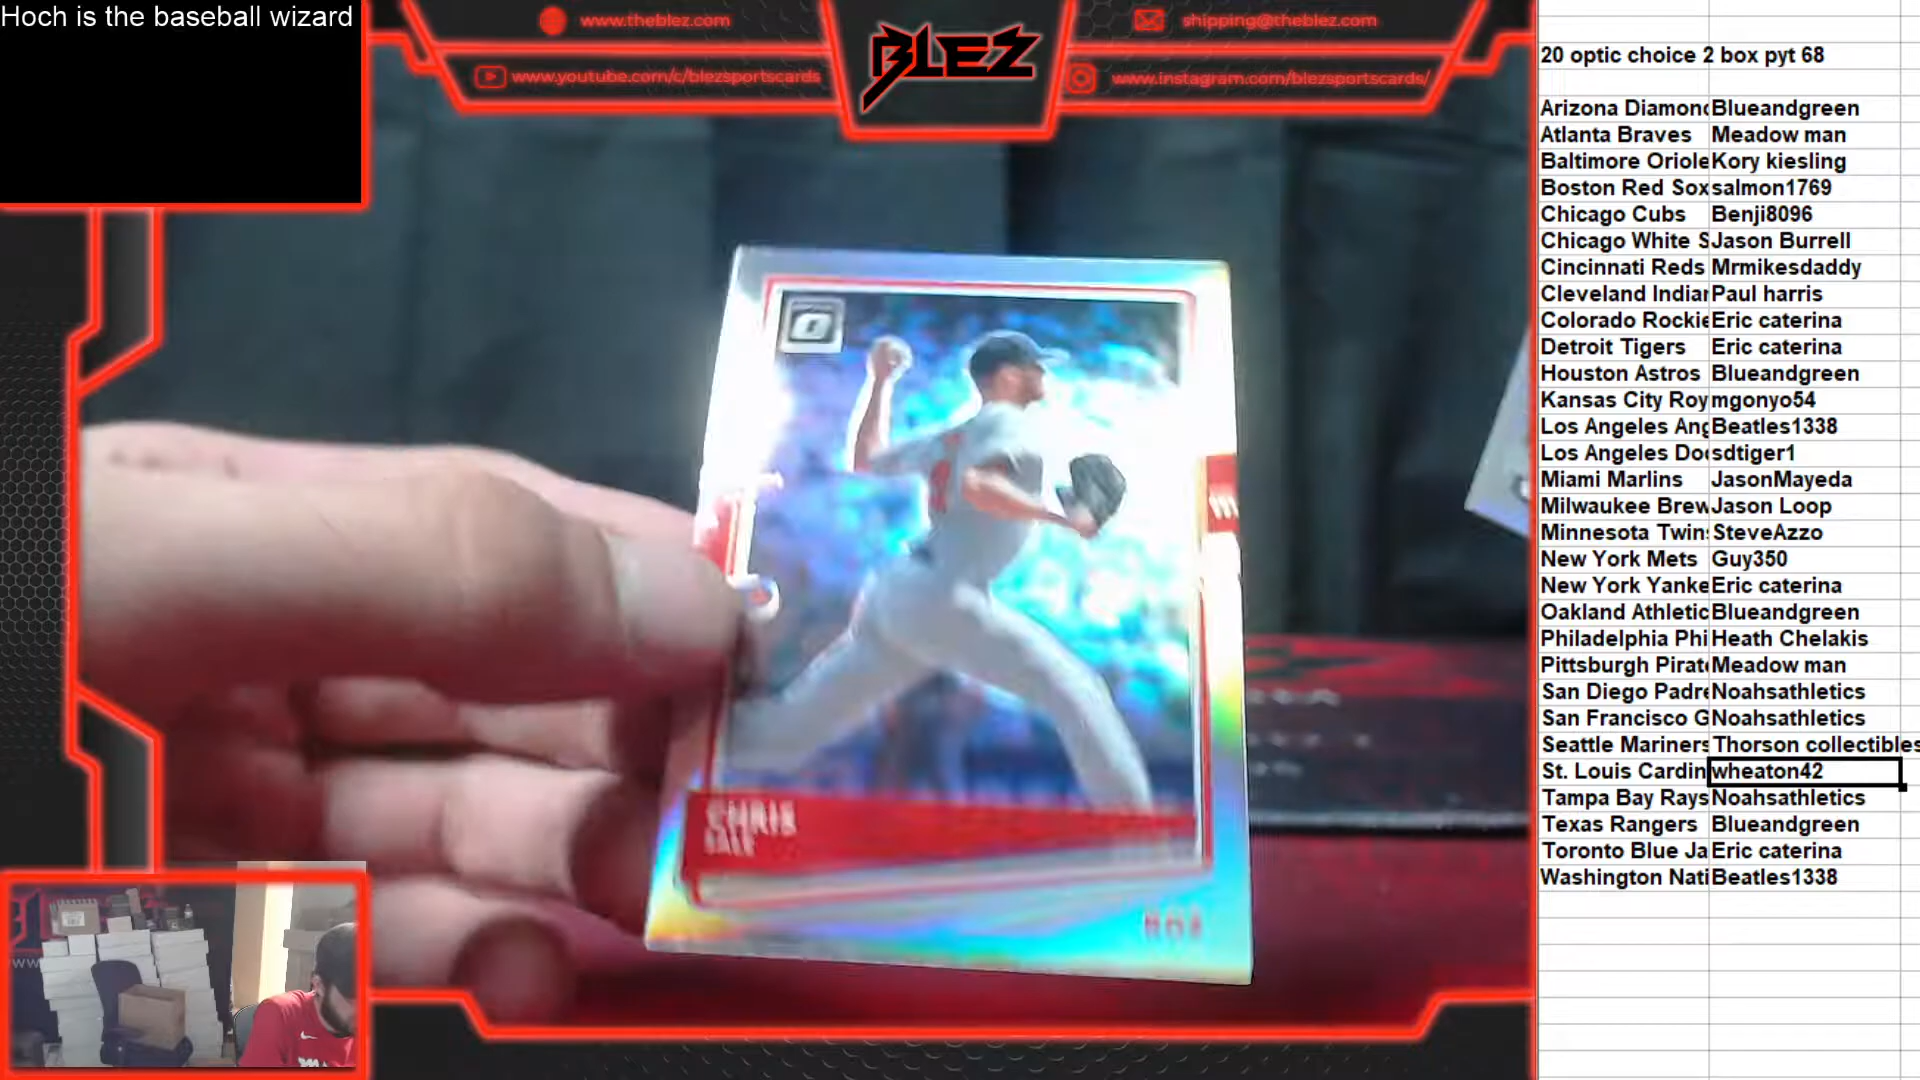 Hoch is the baseball wizard
www.theblez.com
shipping@theblez.com
BLEZ
www.youtube.com/c/blezsportscards
www.instagram.com/blezsportscards/
20 optic choice 2 box pyt 68
Arizona Diamond Blueandgreen
Atlanta Braves Meadow man
Baltimore Oriole Kory kiesling
Boston Red Sox salmon1769
Chicago Cubs Benji8096
Chicago White S Jason Burrell
Cincinnati Reds Mrmikesdaddy
Cleveland Indian Paul harris
Colorado Rockie Eric caterina
Detroit Tigers Eric caterina
Houston Astros Blueandgreen
Kansas City Roy mgonyo54
Los Angeles Ang Beatles1338
Los Angeles Dod sdtiger1
Miami Marlins JasonMayeda
Milwaukee Brew Jason Loop
Minnesota Twins SteveAzzo
New York Mets Guy350
New York Yanke Eric caterina
Oakland Athletic Blueandgreen
Philadelphia Phi Heath Chelakis
Pittsburgh Pirate Meadow man
San Diego Padre Noahsathletics
San Francisco G Noahsathletics
Seattle Mariners Thorson collectibles
St. Louis Cardin wheaton42
Tampa Bay Rays Noahsathletics
Texas Rangers Blueandgreen
Toronto Blue Ja Eric caterina
Washington Nati Beatles1338
CHRIS
SALE